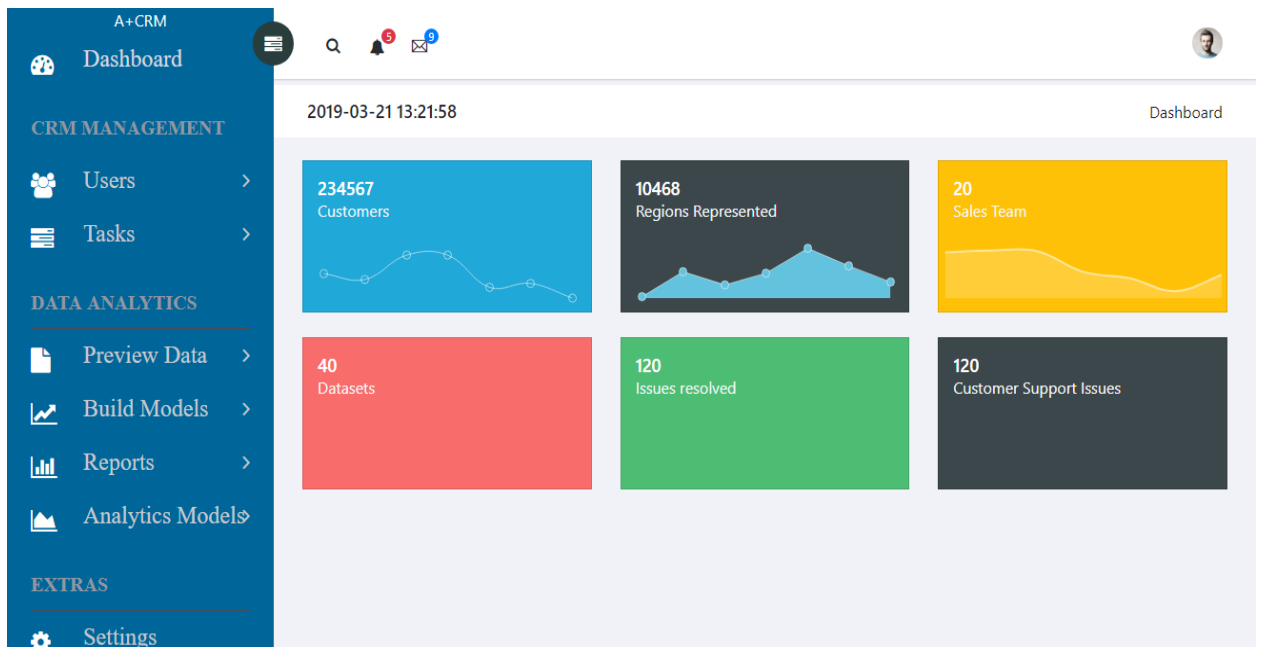 A+CRM
Dashboard
CRM MANAGEMENT
Users
Tasks
DATA ANALYTICS
Preview Data
Build Models
Reports
Analytics Models
EXTRAS
Settings
5
9
2019-03-21 13:21:58
Dashboard
234567
Customers
10468
Regions Represented
20
Sales Team
40
Datasets
120
Issues resolved
120
Customer Support Issues